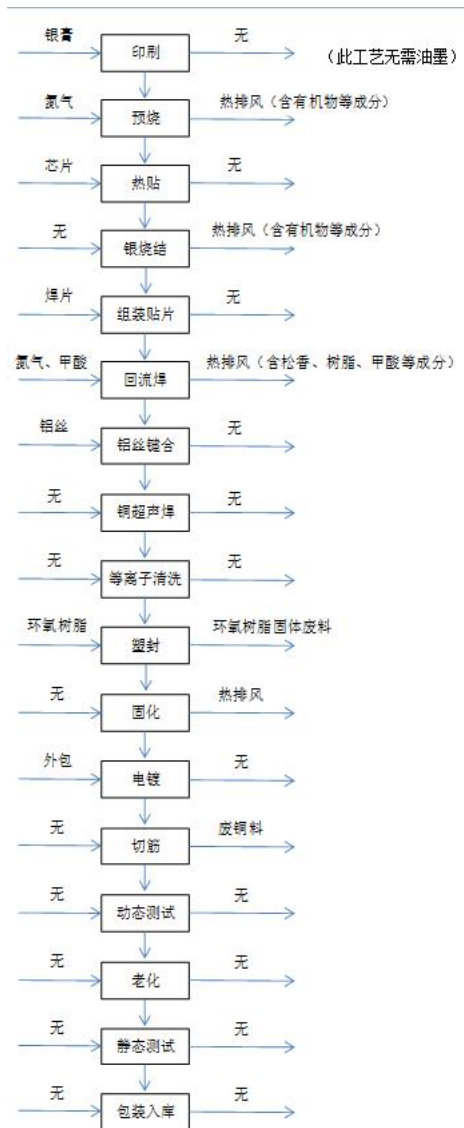 银膏 印刷 无 （此工艺无需油墨）
氮气 预烧 热排风（含有机物等成分）
芯片 热贴 无
无 银烧结 热排风（含有机物等成分）
焊片 组装贴片 无
氮气、甲酸 回流焊 热排风（含松香、树脂、甲酸等成分）
铝丝 铝丝键合 无
无 铜超声焊 无
无 等离子清洗 无
环氧树脂 塑封 环氧树脂固体废料
无 固化 热排风
外包 电镀 无
无 切筋 废铜料
无 动态测试 无
无 老化 无
无 静态测试 无
无 包装入库 无